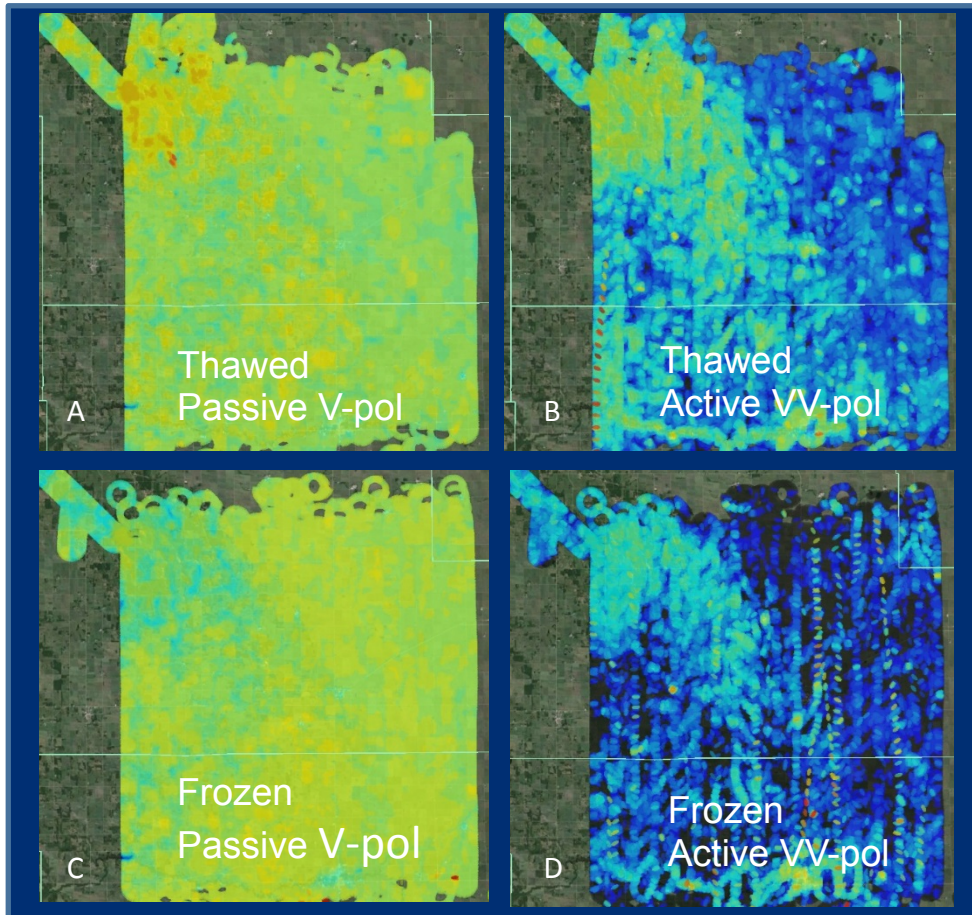 Thawed
Passive V-pol
A
Thawed
Active VV-pol
B
Frozen
Passive V-pol
C
Frozen
Active VV-pol
D